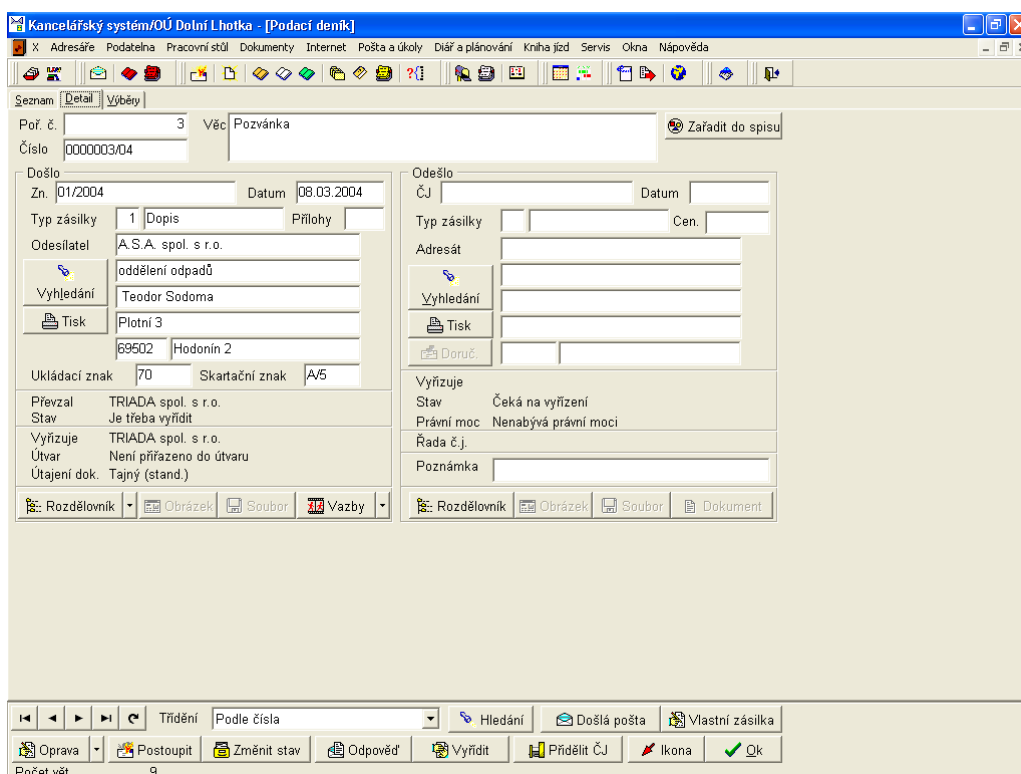 Kancelářský systém/OÚ Dolní Lhotka - [Podací deník]
X Adresáře Podatelna Pracovní stůl Dokumenty Internet Pošta a úkoly Diář a plánování Kniha jízd Servis Okna Nápověda
Seznam Detail Výběry
Poř. č. 3 Věc Pozvánka Zařadit do spisu
Číslo 0000003/04
Došlo
Zn. 01/2004 Datum 08.03.2004
Typ zásilky 1 Dopis Přílohy
Odesílatel A.S.A. spol. s r.o.
oddělení odpadů
Vyhledání Teodor Sodoma
Tisk Plotní 3
69502 Hodonín 2
Ukládací znak 70 Skartační znak A/5
Převzal TRIADA spol. s r.o.
Stav Je třeba vyřídit
Vyřizuje TRIADA spol. s r.o.
Útvar Není přiřazeno do útvaru
Útajení dok. Tajný (stand.)
Rozdělovník Obrázek Soubor Vazby
Odešlo
ČJ Datum
Typ zásilky Cen.
Adresát
Vyhledání
Tisk
Doruč.
Vyřizuje
Stav Čeká na vyřízení
Právní moc Nenabývá právní moci
Řada č.j.
Poznámka
Rozdělovník Obrázek Soubor Dokument
Třídění Podle čísla Hledání Došlá pošta Vlastní zásilka
Oprava Postoupit Změnit stav Odpověď Vyřídit Přidělit ČJ Ikona Ok
Počet vět 9